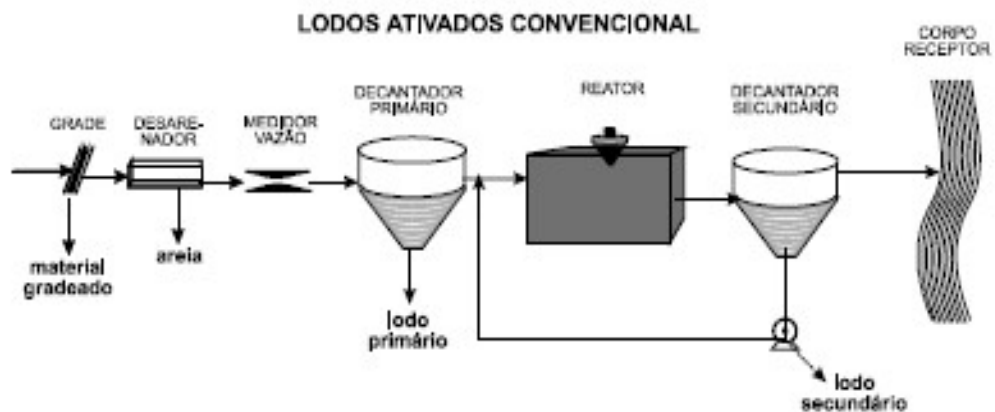 LODOS ATIVADOS CONVENCIONAL
CORPO
RECEPTOR
GRADE
DESARE-
NADOR
MEDIDOR
VAZÃO
DECANTADOR
PRIMÁRIO
REATOR
DECANTADOR
SECUNDÁRIO
material
gradeado
areia
lodo
primário
lodo
secundário